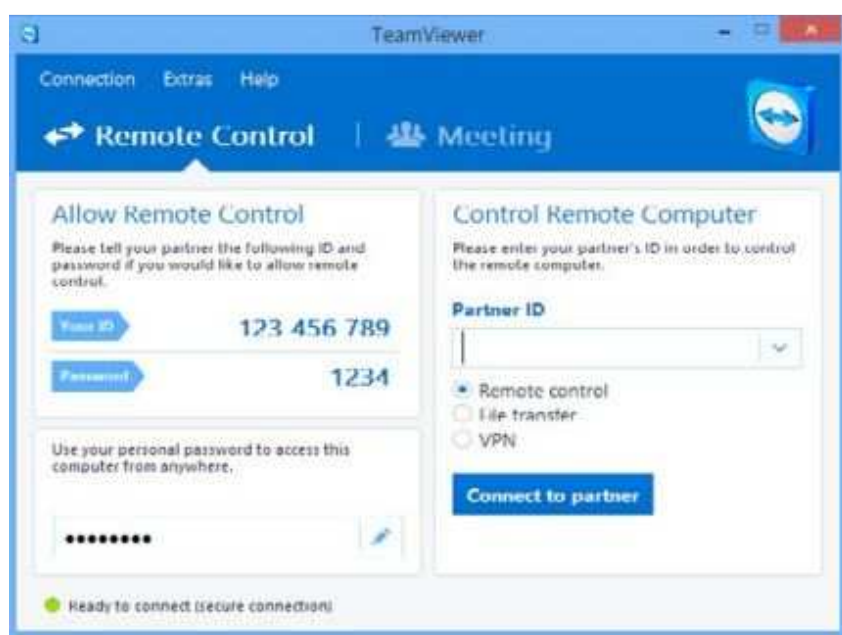 TeamViewer
Connection Extras Help
Remote Control Meeting
Allow Remote Control
Please tell your partner the following ID and
password if you would like to allow remote
control.
Your ID 123 456 789
Password 1234
Use your personal password to access this
computer from anywhere.
Control Remote Computer
Please enter your partner's ID in order to control
the remote computer.
Partner ID
Remote control
File transfer
VPN
Connect to partner
Ready to connect (secure connection)